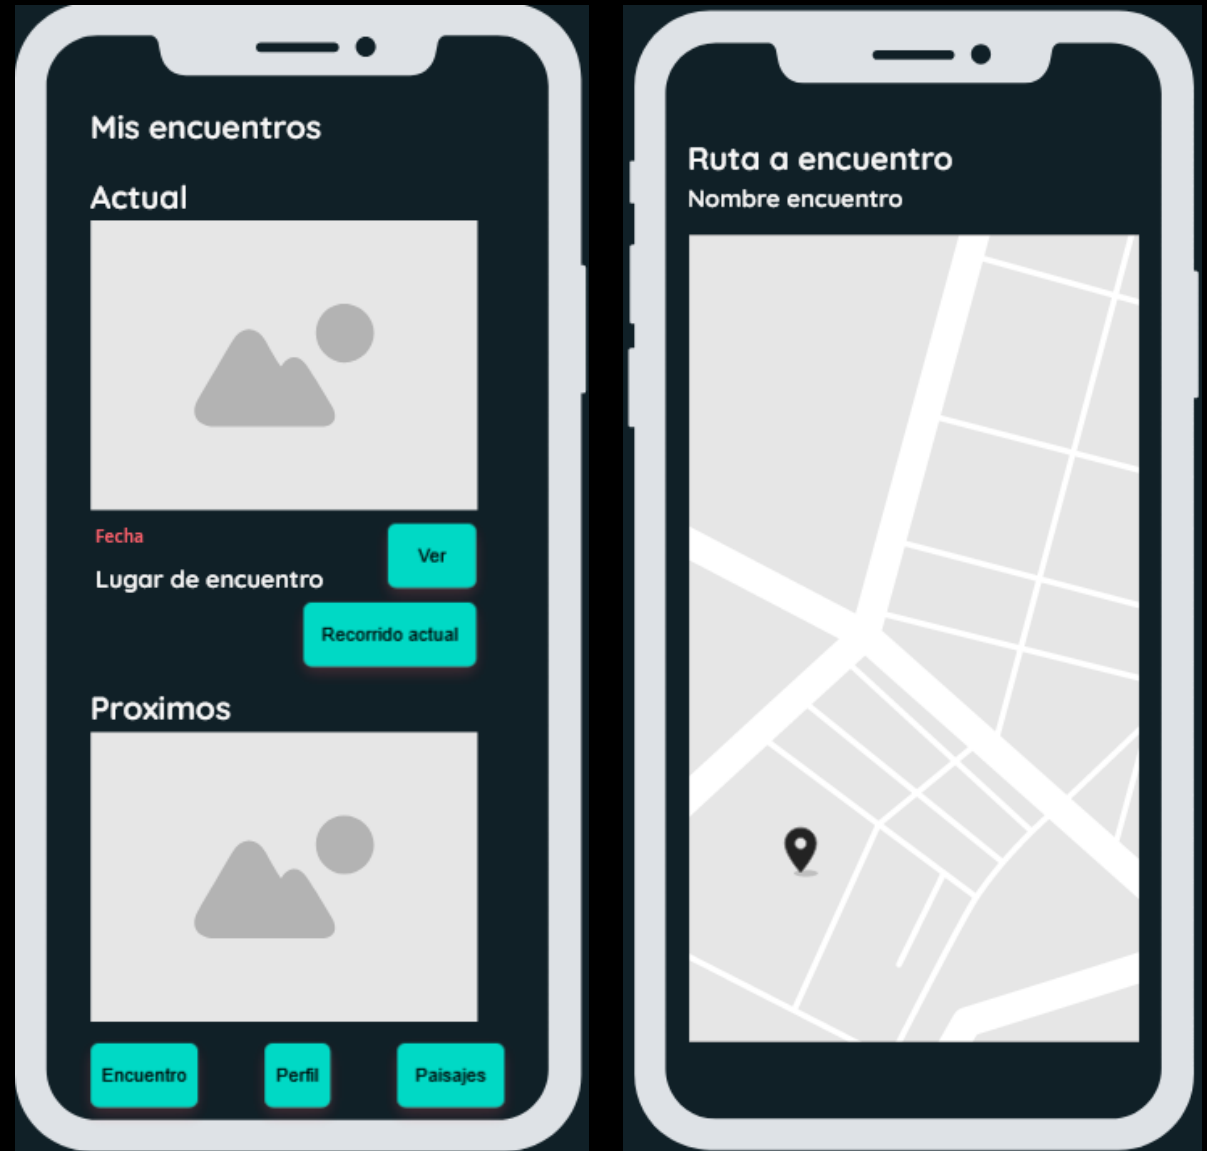 Mis encuentros
Actual
Fecha
Ver
Lugar de encuentro
Recorrido actual
Proximos
Encuentro
Perfil
Paisajes
Ruta a encuentro
Nombre encuentro